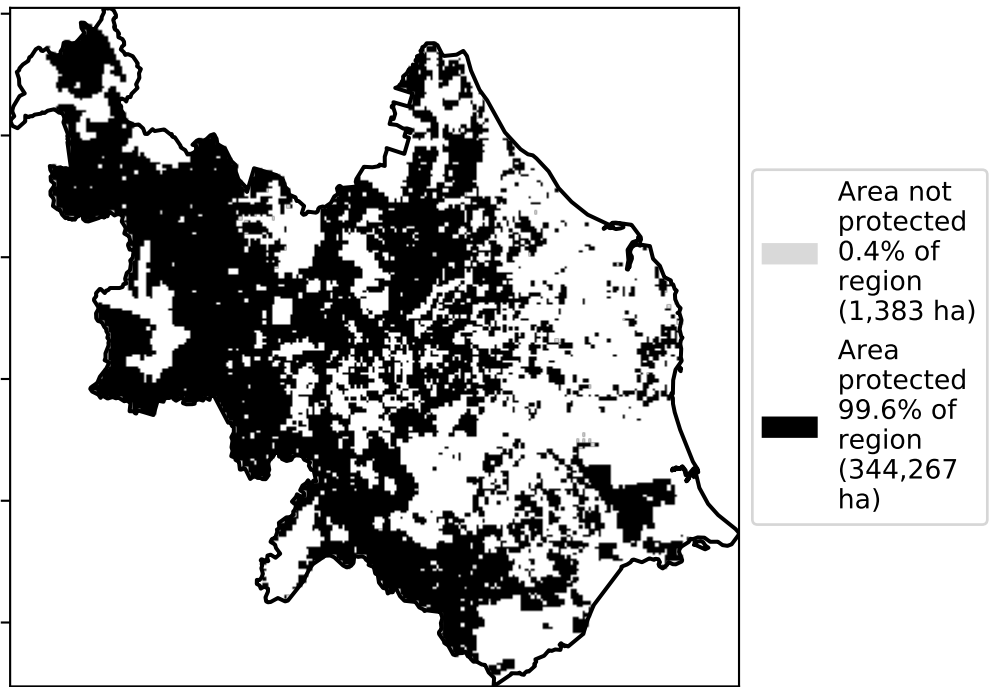 Area not
protected
0.4% of
region
(1,383 ha)
Area
protected
99.6% of
region
(344,267
ha)